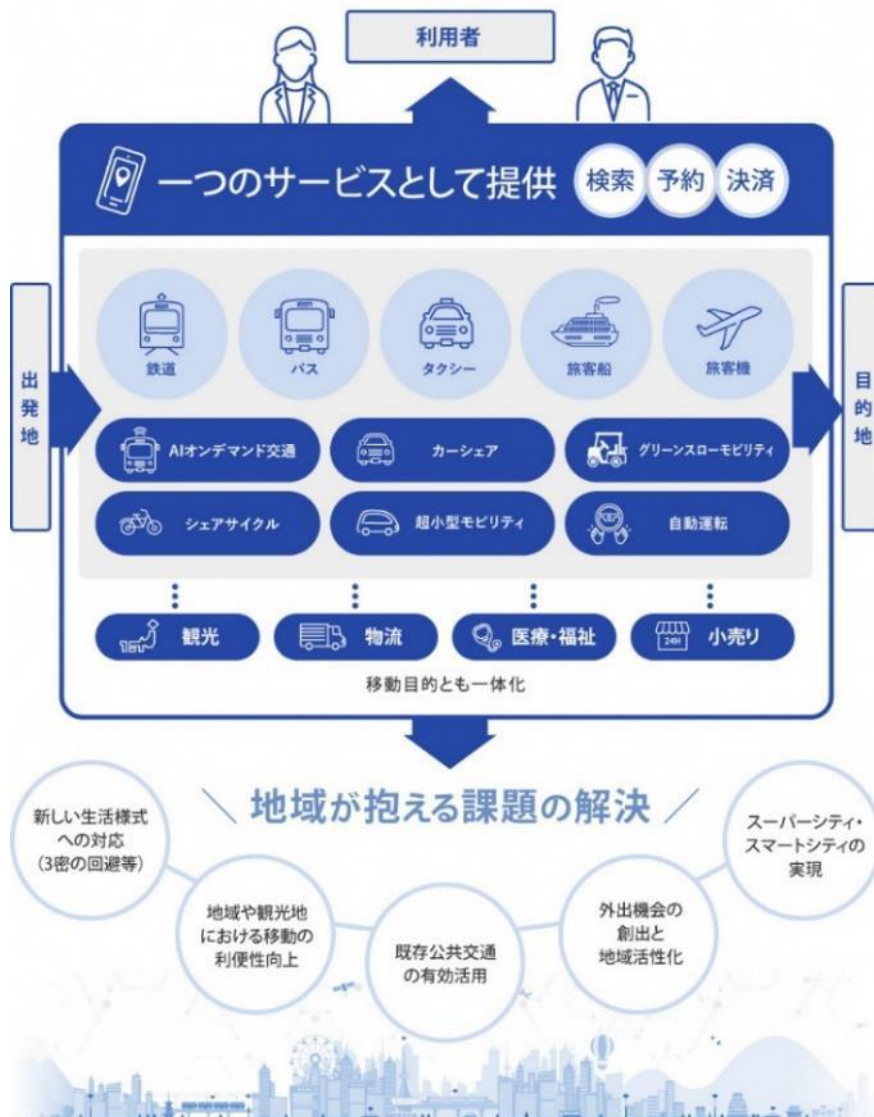 利用者
一つのサービスとして提供
検索
予約
決済
出発地
目的地
鉄道
バス
タクシー
旅客船
旅客機
AIオンデマンド交通
カーシェア
グリーンスローモビリティ
シェアサイクル
超小型モビリティ
自動運転
観光
物流
医療・福祉
24H
小売り
移動目的とも一体化
地域が抱える課題の解決
新しい生活様式
への対応
(3密の回避等)
地域や観光地
における移動の
利便性向上
既存公共交通
の有効活用
外出機会の
創出と
地域活性化
スーパーシティ・
スマートシティの
実現